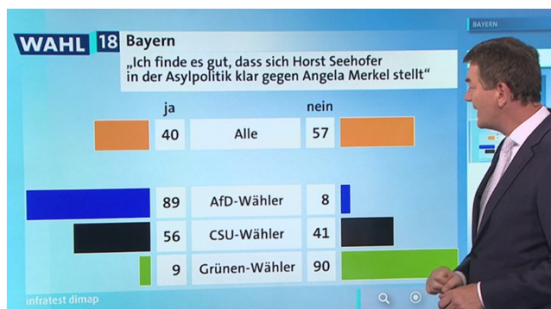 WAHL 18 Bayern
„Ich finde es gut, dass sich Horst Seehofer
in der Asylpolitik klar gegen Angela Merkel stellt“
ja nein
40 Alle 57
89 AfD-Wähler 8
56 CSU-Wähler 41
9 Grünen-Wähler 90
infratest dimap
BAYERN